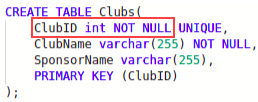 CREATE TABLE Clubs(
ClubID int NOT NULL UNIQUE,
ClubName varchar(255) NOT NULL,
SponsorName varchar(255),
PRIMARY KEY (ClubID)
);